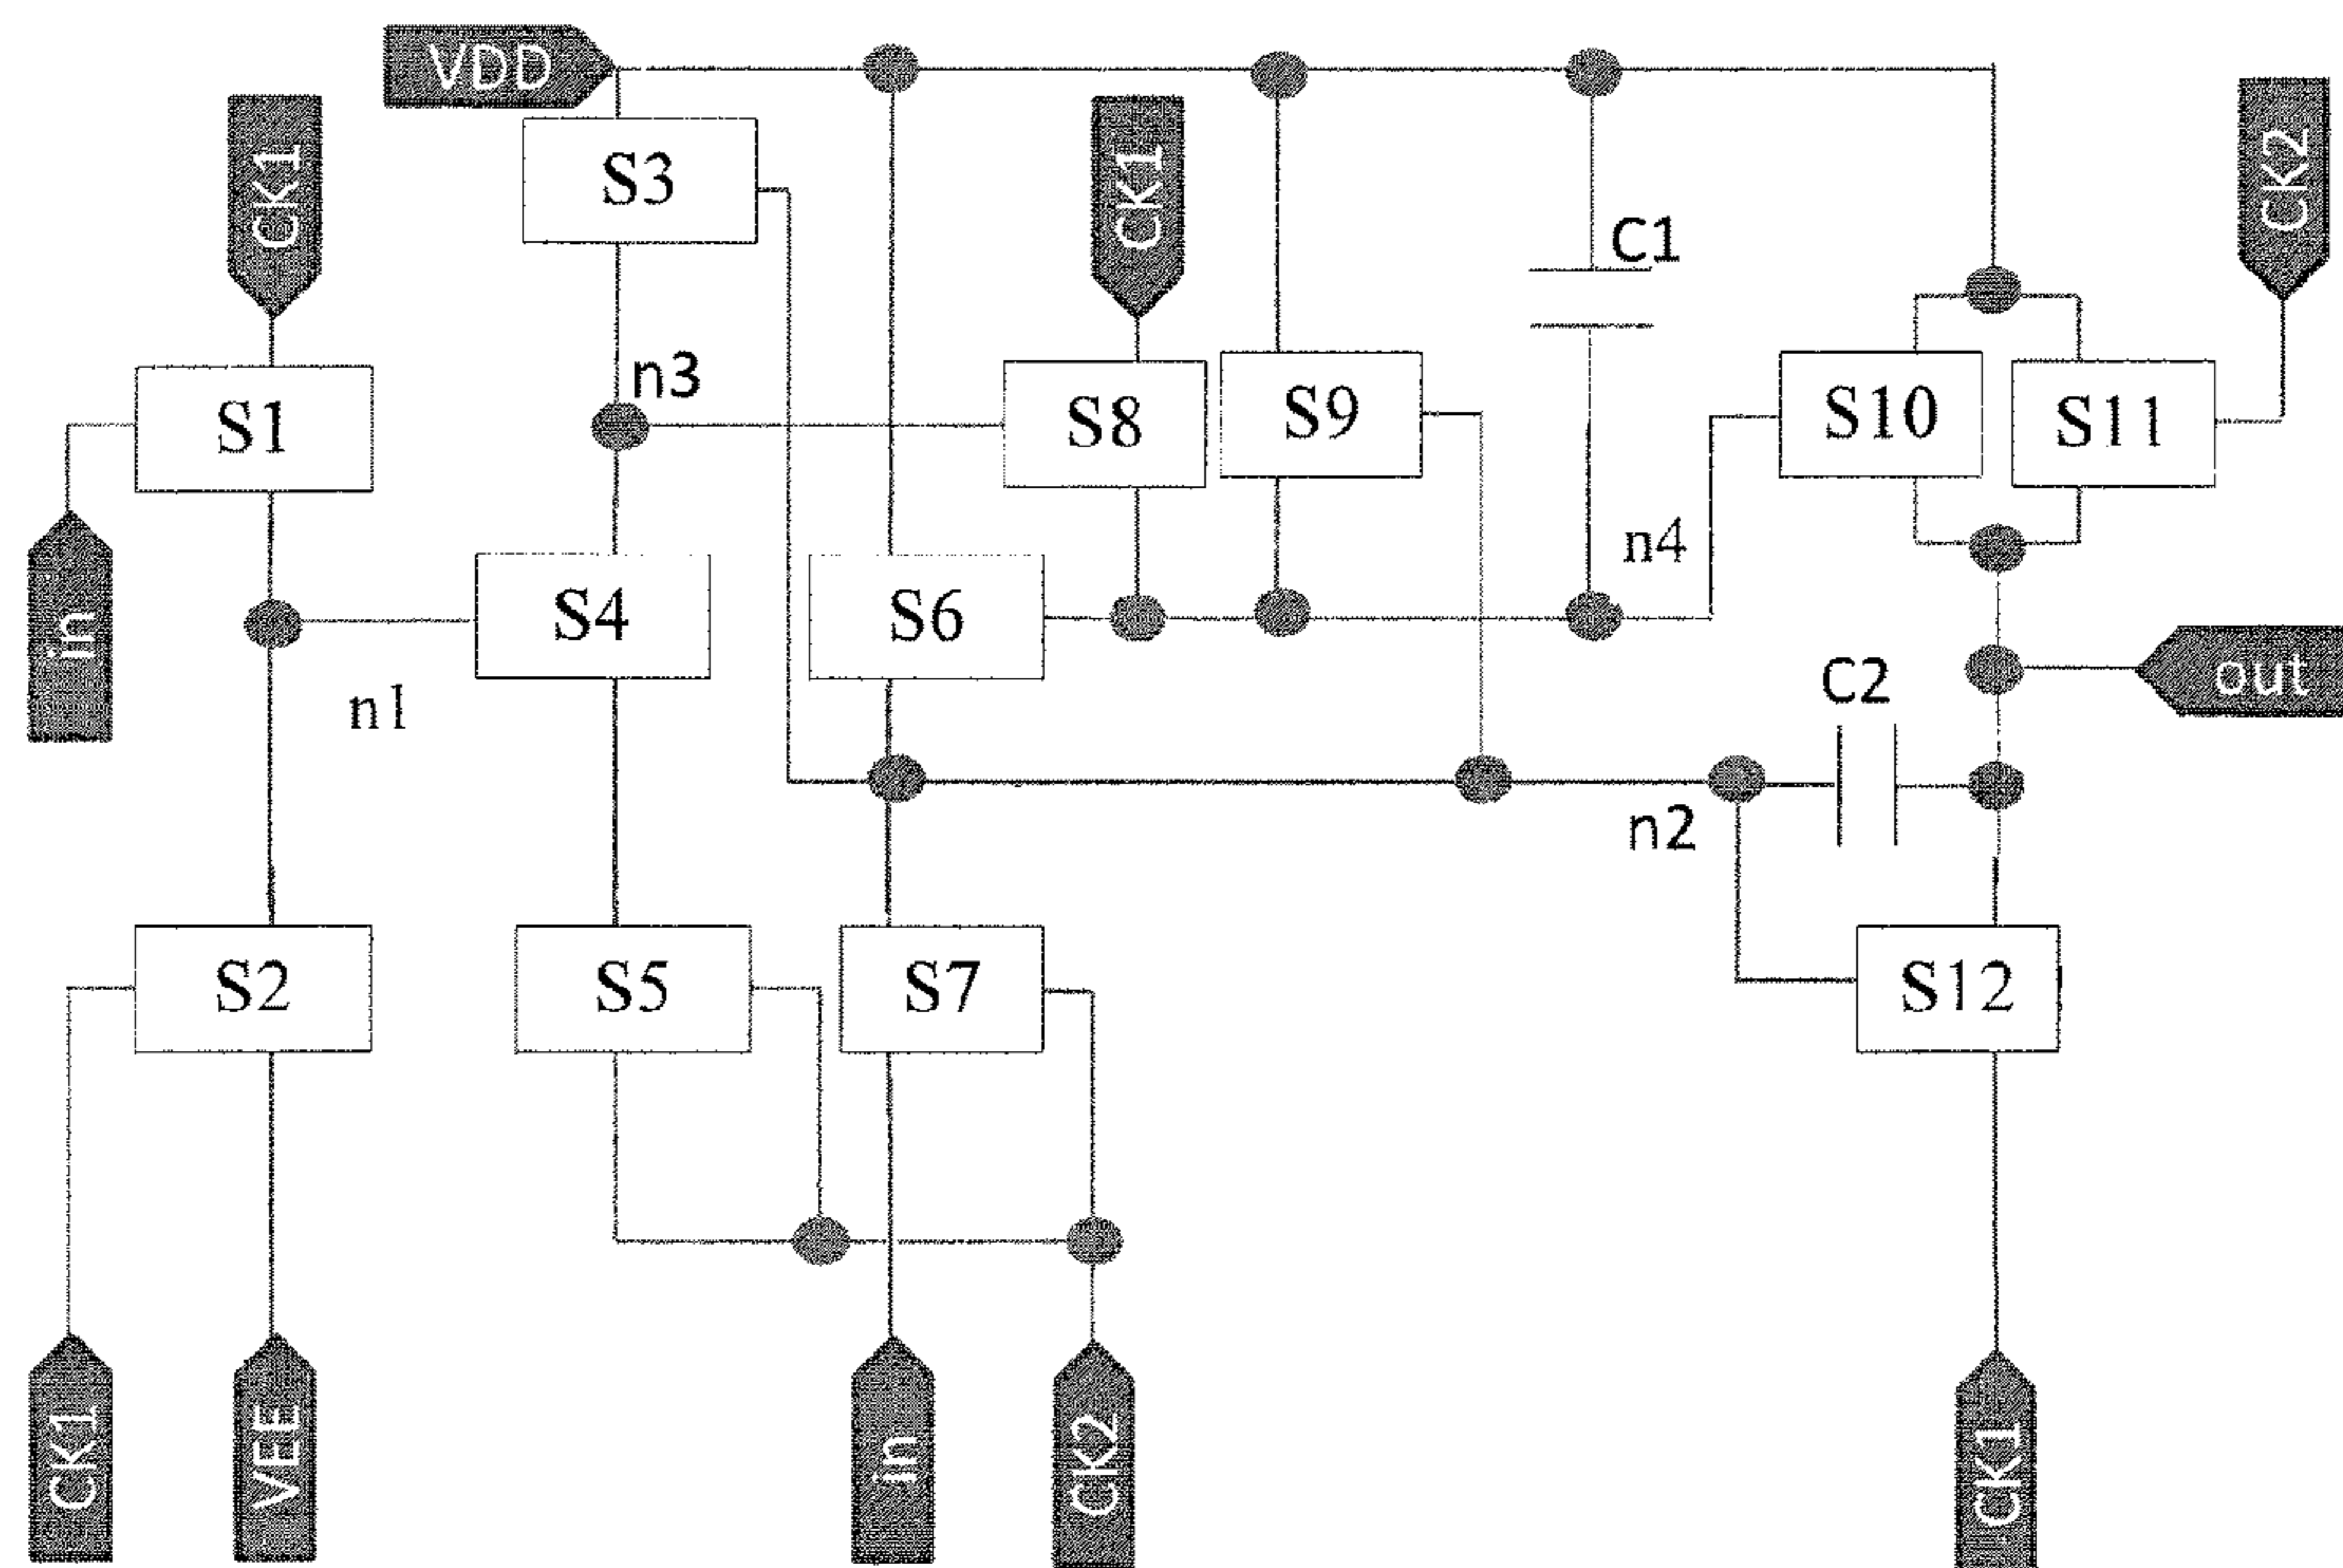 VDD
CK1
S3
CK1
CK2
C1
n3
S1
S8
S9
S10
S11
in
n4
S4
S6
n1
C2
out
n2
S2
S5
S7
S12
CK1
VEE
in
CK2
CK1